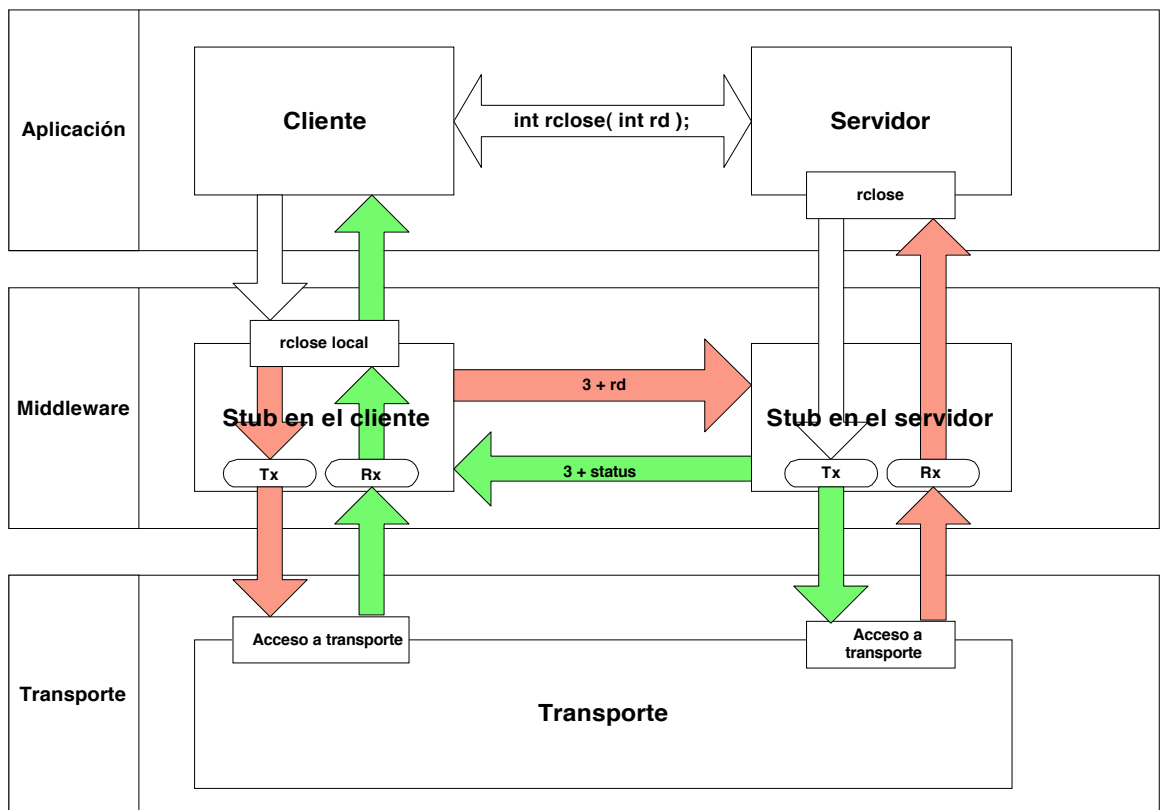 Aplicación
Cliente
int rclose( int rd );
Servidor
rclose
Middleware
rclose local
3 + rd
Stub en el cliente
Stub en el servidor
3 + status
Tx
Rx
Tx
Rx
Transporte
Acceso a transporte
Acceso a
transporte
Transporte